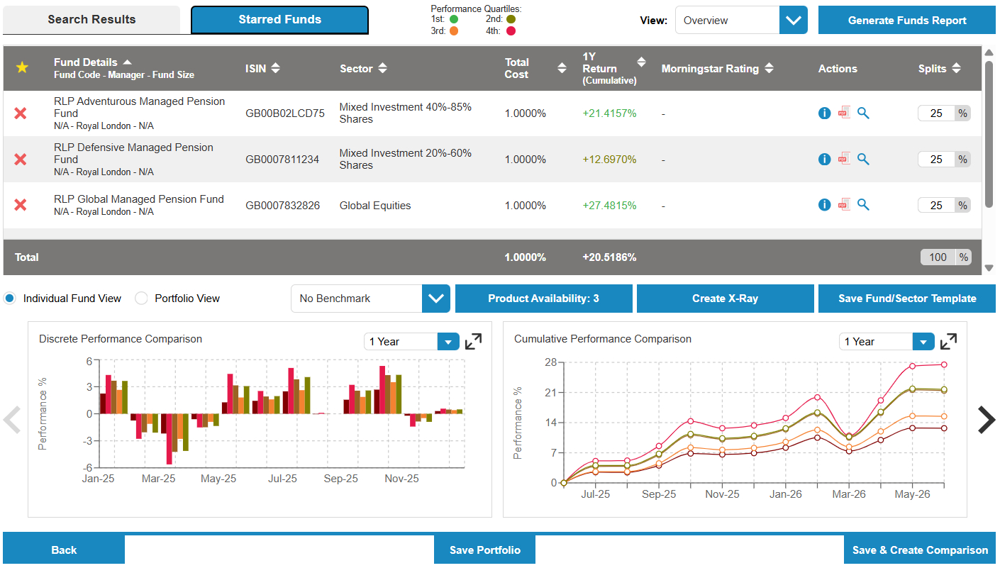 Search Results
Starred Funds
Performance Quartiles:
1st: 2nd:
3rd: 4th:
View:
Overview
Generate Funds Report
Fund Details
Fund Code - Manager - Fund Size
ISIN
Sector
Total
Cost
1Y
Return
(Cumulative)
Morningstar Rating
Actions
Splits
RLP Adventurous Managed Pension
Fund
N/A - Royal London - N/A
GB00B02LCD75
Mixed Investment 40%-85%
Shares
1.0000%
+21.4157%
-
PDF
25 %
RLP Defensive Managed Pension
Fund
N/A - Royal London - N/A
GB0007811234
Mixed Investment 20%-60%
Shares
1.0000%
+12.6970%
-
PDF
25 %
RLP Global Managed Pension Fund
N/A - Royal London - N/A
GB0007832826
Global Equities
1.0000%
+27.4815%
-
PDF
25 %
Total
1.0000%
+20.5186%
100 %
Individual Fund View
Portfolio View
No Benchmark
Product Availability: 3
Create X-Ray
Save Fund/Sector Template
Discrete Performance Comparison
1 Year
Performance %
6
3
0
-3
-6
Jan-25 Mar-25 May-25 Jul-25 Sep-25 Nov-25
Cumulative Performance Comparison
1 Year
Performance %
28
21
14
7
0
Jul-25 Sep-25 Nov-25 Jan-26 Mar-26 May-26
Back
Save Portfolio
Save & Create Comparison